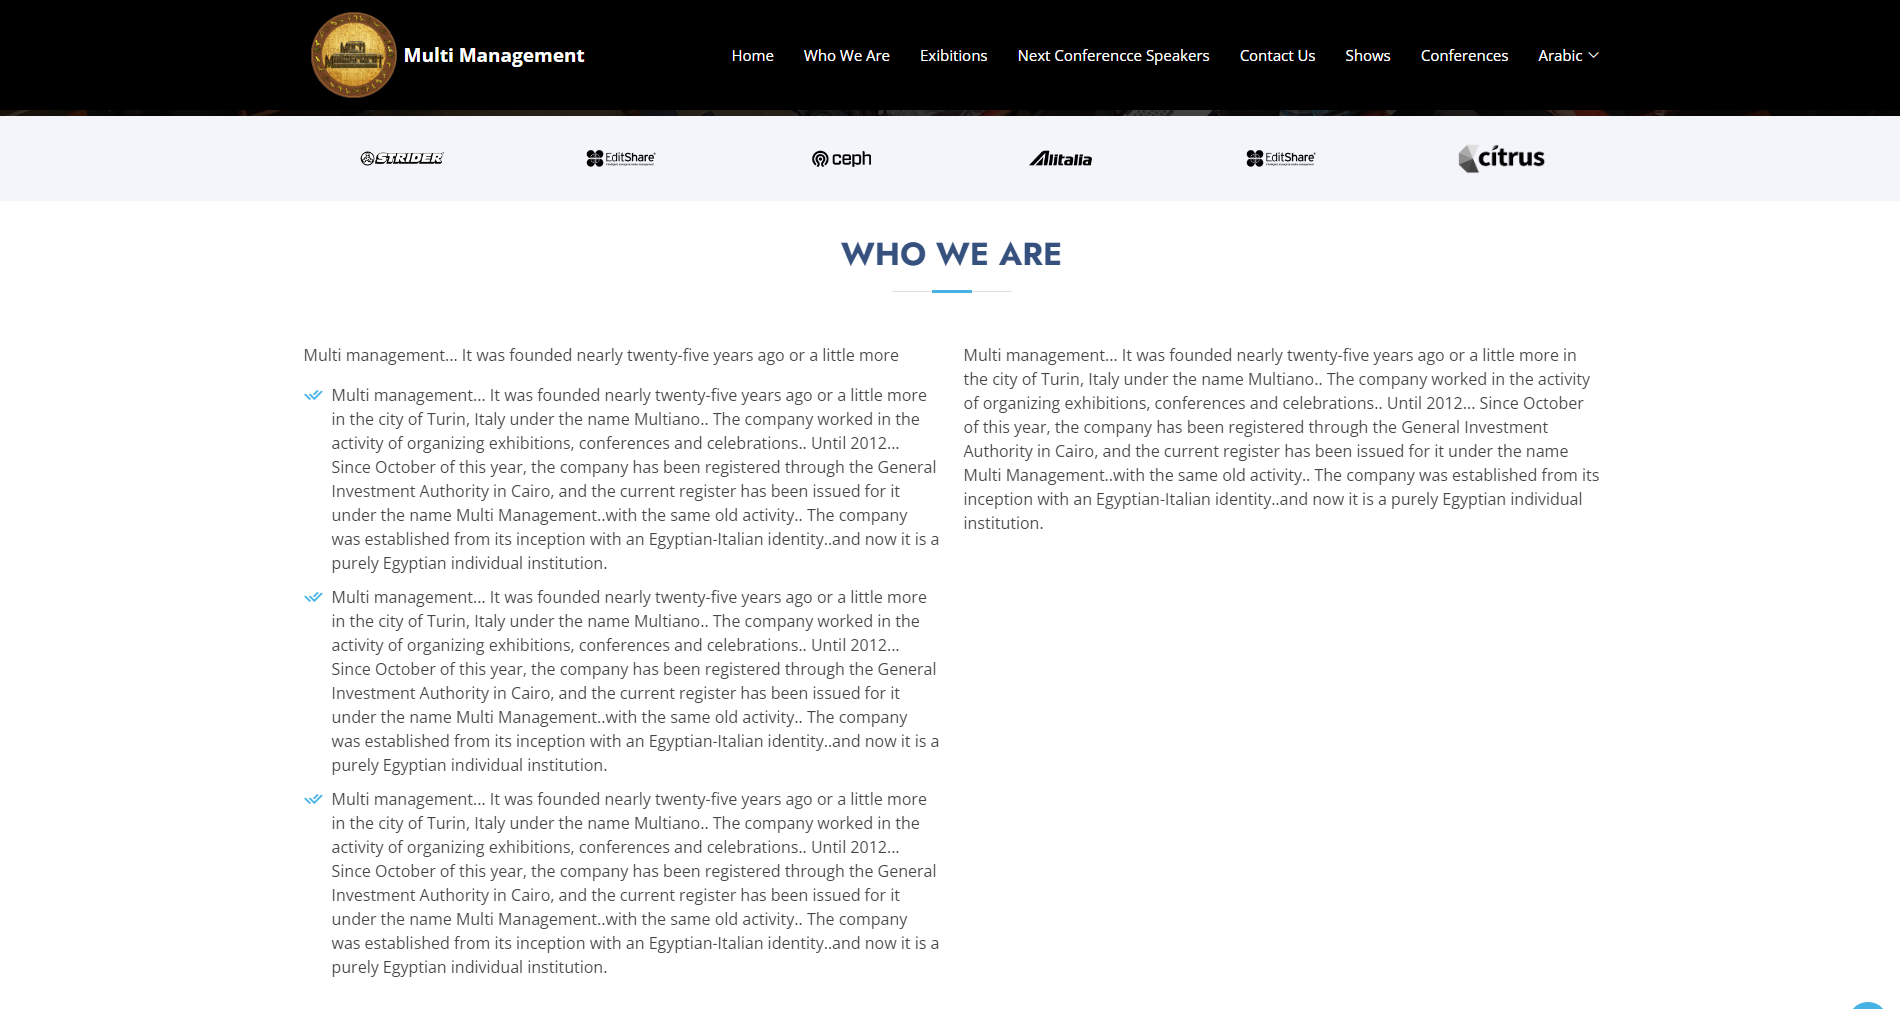 MULTI
MANAGEMENT
Multi Management
Home Who We Are Exibitions Next Conferencce Speakers Contact Us Shows Conferences Arabic
STRIDER EditShare ceph Alitalia EditShare citrus
WHO WE ARE
Multi management... It was founded nearly twenty-five years ago or a little more
Multi management... It was founded nearly twenty-five years ago or a little more
in the city of Turin, Italy under the name Multiano.. The company worked in the
activity of organizing exhibitions, conferences and celebrations.. Until 2012...
Since October of this year, the company has been registered through the General
Investment Authority in Cairo, and the current register has been issued for it
under the name Multi Management..with the same old activity.. The company
was established from its inception with an Egyptian-Italian identity..and now it is a
purely Egyptian individual institution.
Multi management... It was founded nearly twenty-five years ago or a little more
in the city of Turin, Italy under the name Multiano.. The company worked in the
activity of organizing exhibitions, conferences and celebrations.. Until 2012...
Since October of this year, the company has been registered through the General
Investment Authority in Cairo, and the current register has been issued for it
under the name Multi Management..with the same old activity.. The company
was established from its inception with an Egyptian-Italian identity..and now it is a
purely Egyptian individual institution.
Multi management... It was founded nearly twenty-five years ago or a little more
in the city of Turin, Italy under the name Multiano.. The company worked in the
activity of organizing exhibitions, conferences and celebrations.. Until 2012...
Since October of this year, the company has been registered through the General
Investment Authority in Cairo, and the current register has been issued for it
under the name Multi Management..with the same old activity.. The company
was established from its inception with an Egyptian-Italian identity..and now it is a
purely Egyptian individual institution.
Multi management... It was founded nearly twenty-five years ago or a little more in
the city of Turin, Italy under the name Multiano.. The company worked in the activity
of organizing exhibitions, conferences and celebrations.. Until 2012... Since October
of this year, the company has been registered through the General Investment
Authority in Cairo, and the current register has been issued for it under the name
Multi Management..with the same old activity.. The company was established from its
inception with an Egyptian-Italian identity..and now it is a purely Egyptian individual
institution.